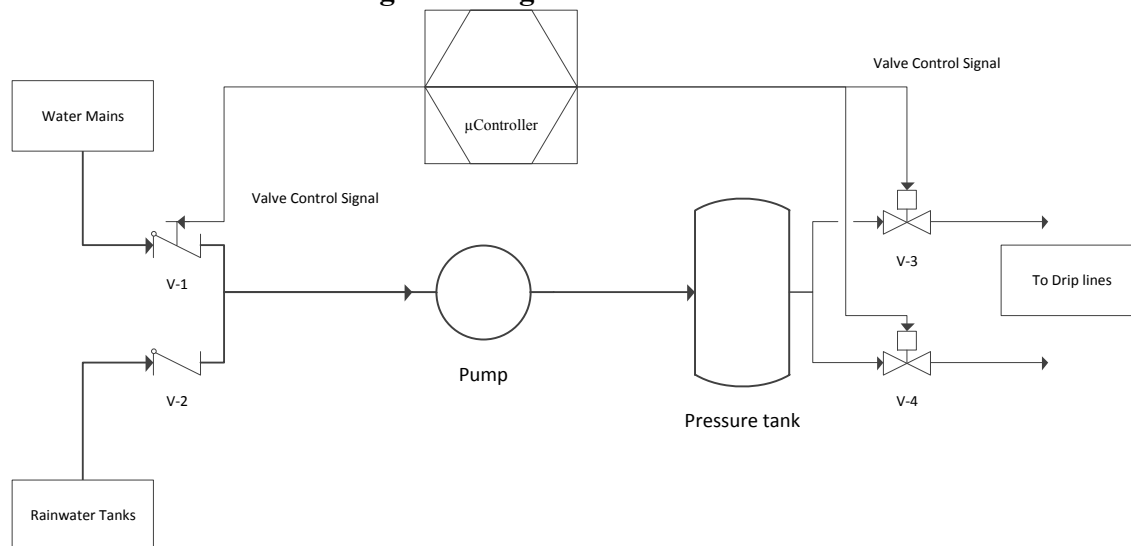 Valve Control Signal
Water Mains
µController
Valve Control Signal
V-1
V-3
To Drip lines
Pump
V-2
V-4
Pressure tank
Rainwater Tanks